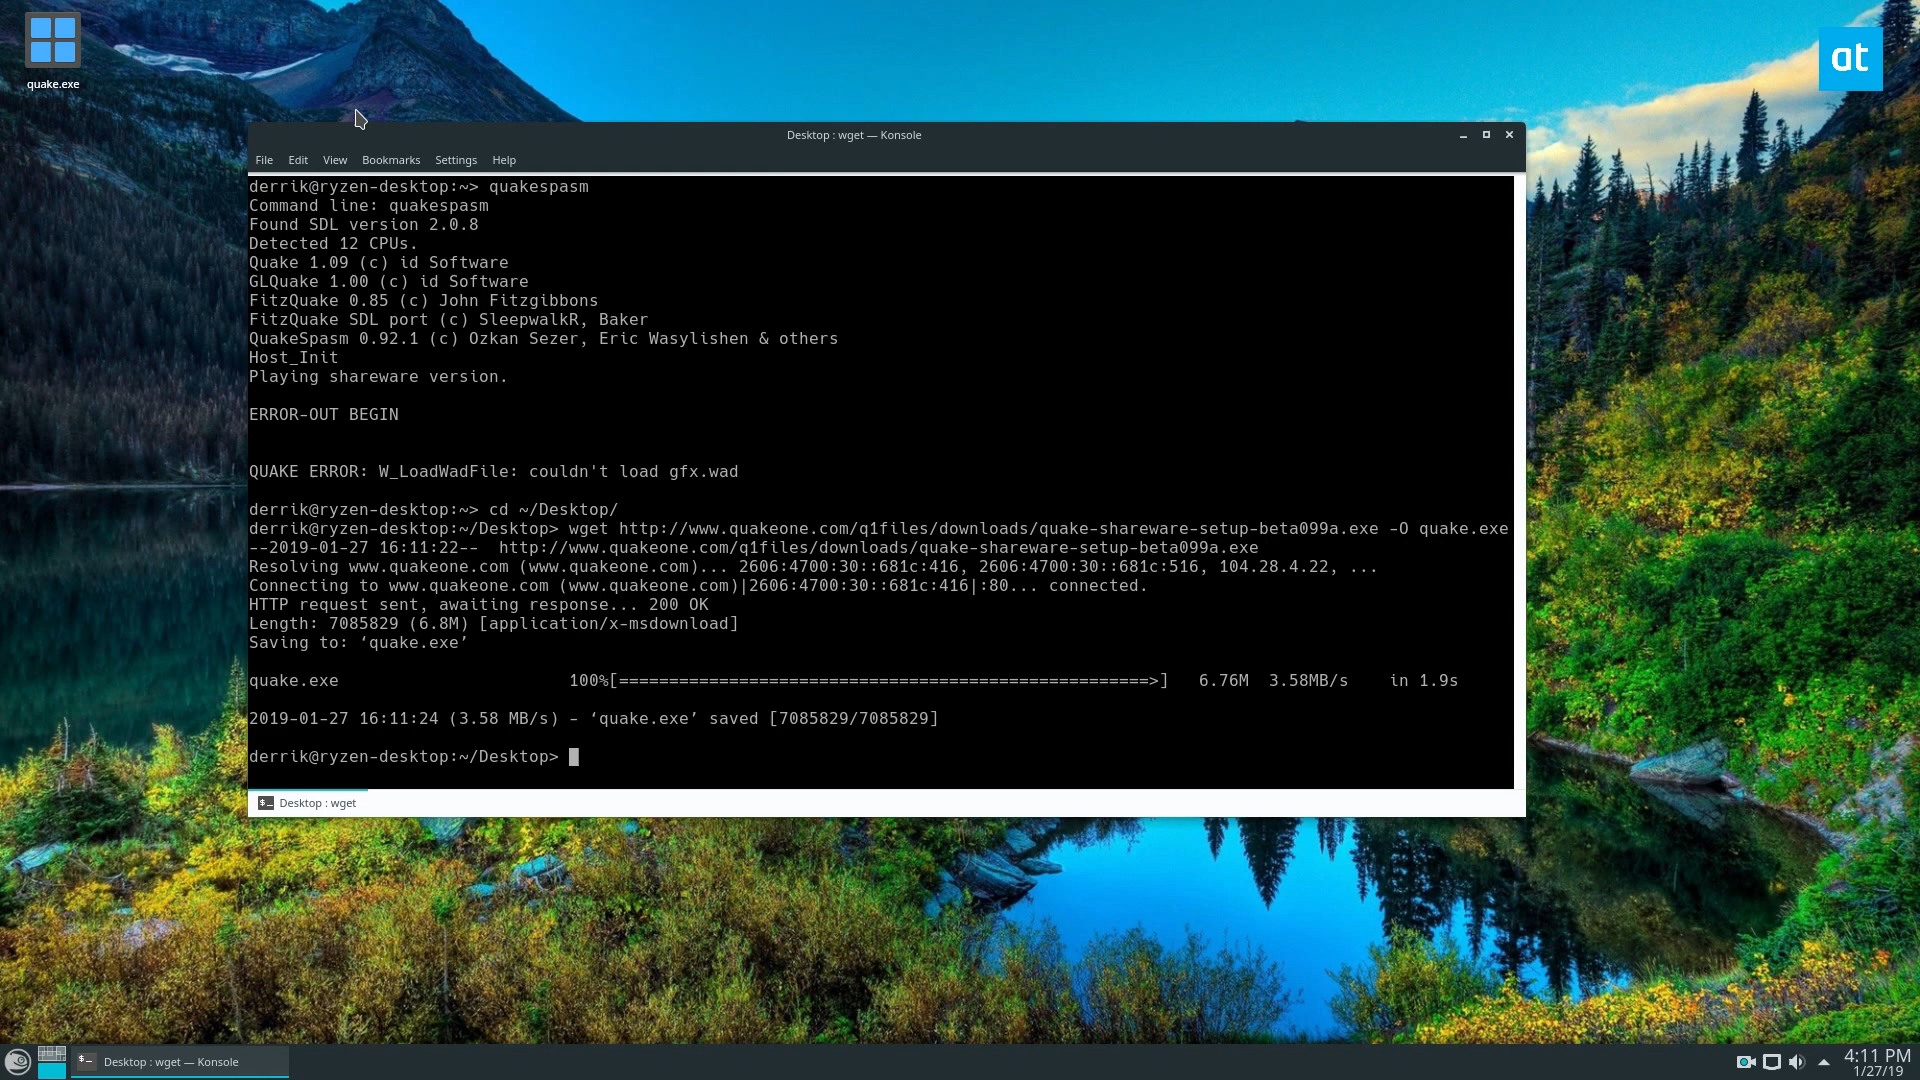 quake.exe
at
Desktop : wget — Konsole
File Edit View Bookmarks Settings Help
derrik@ryzen-desktop:~> quakespasm
Command line: quakespasm
Found SDL version 2.0.8
Detected 12 CPUs.
Quake 1.09 (c) id Software
GLQuake 1.00 (c) id Software
FitzQuake 0.85 (c) John Fitzgibbons
FitzQuake SDL port (c) SleepwalkR, Baker
QuakeSpasm 0.92.1 (c) Ozkan Sezer, Eric Wasylishen & others
Host_Init
Playing shareware version.
ERROR-OUT BEGIN
QUAKE ERROR: W_LoadWadFile: couldn't load gfx.wad
derrik@ryzen-desktop:~> cd ~/Desktop/
derrik@ryzen-desktop:~/Desktop> wget http://www.quakeone.com/q1files/downloads/quake-shareware-setup-beta099a.exe -O quake.exe
--2019-01-27 16:11:22--  http://www.quakeone.com/q1files/downloads/quake-shareware-setup-beta099a.exe
Resolving www.quakeone.com (www.quakeone.com)... 2606:4700:30::681c:416, 2606:4700:30::681c:516, 104.28.4.22, ...
Connecting to www.quakeone.com (www.quakeone.com)|2606:4700:30::681c:416|:80... connected.
HTTP request sent, awaiting response... 200 OK
Length: 7085829 (6.8M) [application/x-msdownload]
Saving to: ‘quake.exe’
quake.exe 100%[=====================================================>] 6.76M 3.58MB/s in 1.9s
2019-01-27 16:11:24 (3.58 MB/s) - ‘quake.exe’ saved [7085829/7085829]
derrik@ryzen-desktop:~/Desktop>
Desktop : wget
Desktop : wget — Konsole
4:11 PM
1/27/19